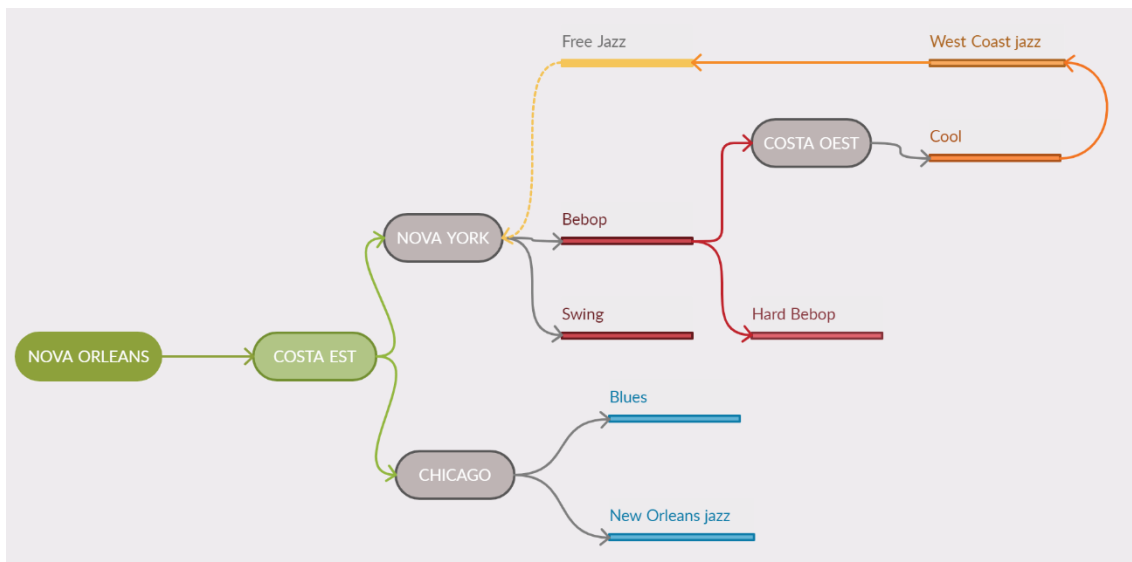 Free Jazz
West Coast jazz
COSTA OEST
Cool
NOVA YORK
Bebop
Swing
Hard Bebop
NOVA ORLEANS
COSTA EST
Blues
CHICAGO
New Orleans jazz